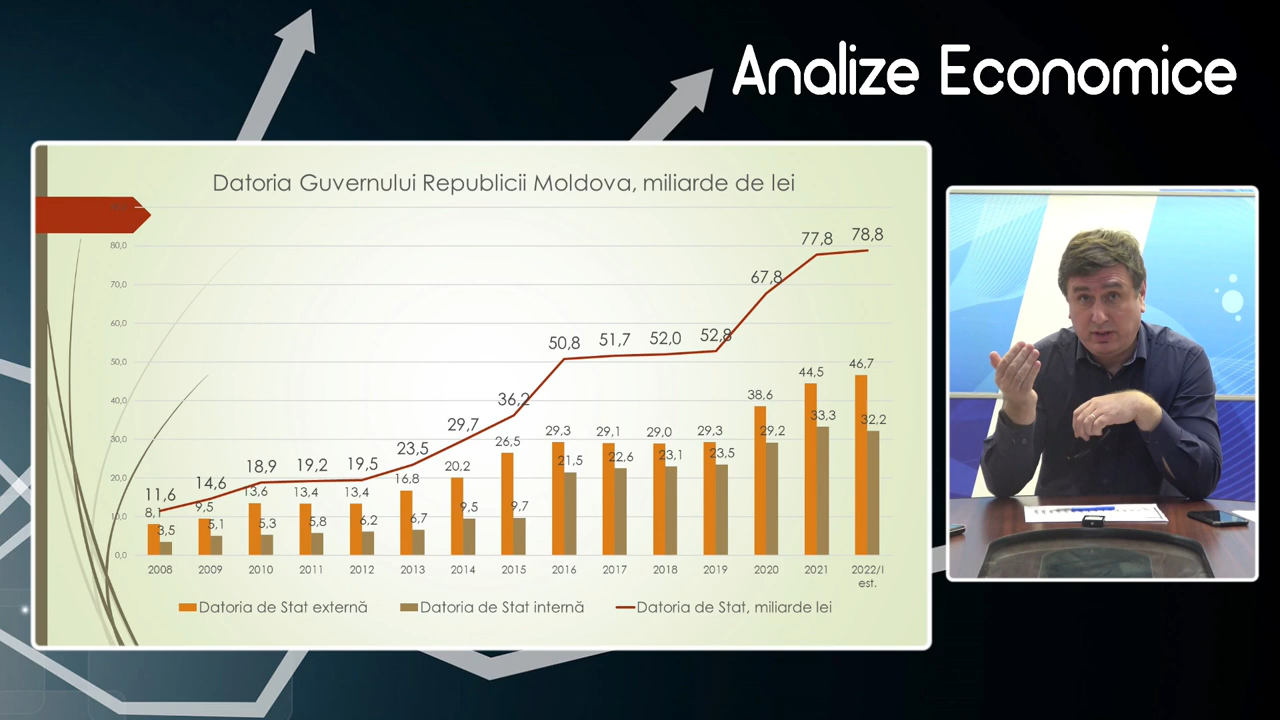 Analize Economice
Datoria Guvernului Republicii Moldova, miliarde de lei
80,0
70,0
60,0
50,0
40,0
30,0
20,0
10,0
0,0
11,6 14,6 18,9 19,2 19,5 23,5 29,7 36,2 50,8 51,7 52,0 52,8 67,8 77,8 78,8
8,1 9,5 13,6 13,4 13,4 16,8 20,2 26,5 29,3 29,1 29,0 29,3 38,6 44,5 46,7
3,5 5,1 5,3 5,8 6,2 6,7 9,5 9,7 21,5 22,6 23,1 23,5 29,2 33,3 32,2
2008 2009 2010 2011 2012 2013 2014 2015 2016 2017 2018 2019 2020 2021 2022/I
est.
Datoria de Stat externă Datoria de Stat internă Datoria de Stat, miliarde lei